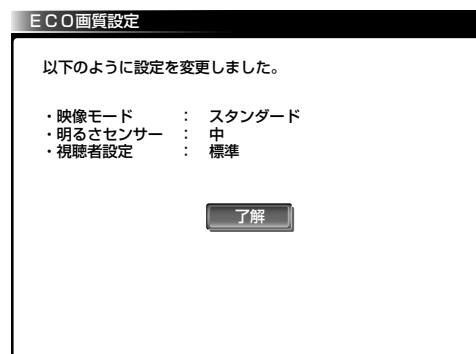 ECO画質設定
以下のように設定を変更しました。
・映像モード : スタンダード
・明るさセンサー : 中
・視聴者設定 : 標準
了解